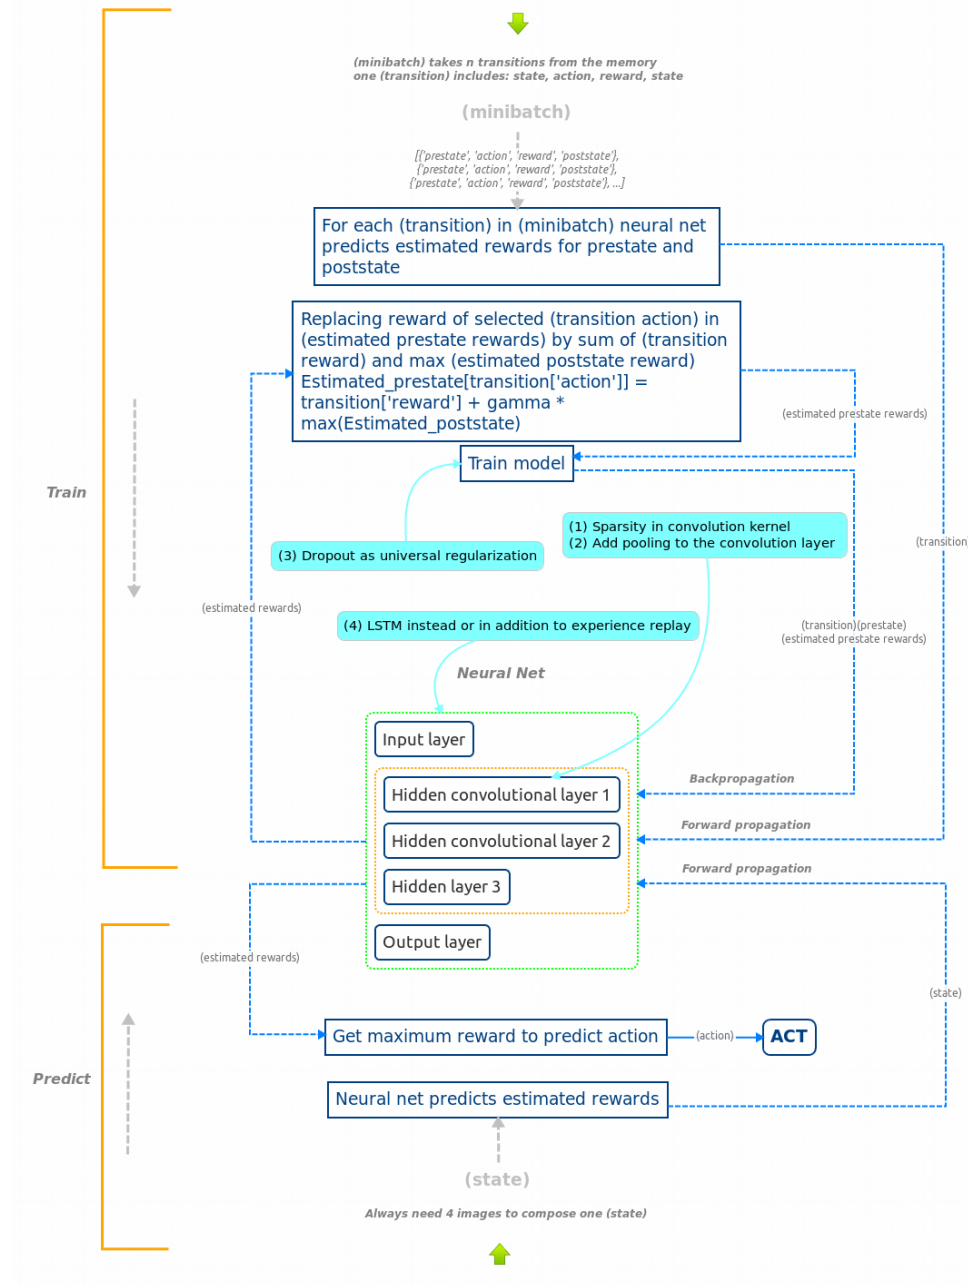 (minibatch) takes n transitions from the memory
one (transition) includes: state, action, reward, state
(minibatch)
[{'prestate', 'action', 'reward', 'poststate'},
{'prestate', 'action', 'reward', 'poststate'},
{'prestate', 'action', 'reward', 'poststate'}, ...]
For each (transition) in (minibatch) neural net
predicts estimated rewards for prestate and
poststate
Replacing reward of selected (transition action) in
(estimated prestate rewards) by sum of (transition
reward) and max (estimated poststate reward)
Estimated_prestate[transition['action']] =
transition['reward'] + gamma *
max(Estimated_poststate)
(estimated prestate rewards)
Train model
Train
(1) Sparsity in convolution kernel
(2) Add pooling to the convolution layer
(3) Dropout as universal regularization
(transition)
(estimated rewards)
(4) LSTM instead or in addition to experience replay
(transition)(prestate)
(estimated prestate rewards)
Neural Net
Input layer
Backpropagation
Hidden convolutional layer 1
Forward propagation
Hidden convolutional layer 2
Forward propagation
Hidden layer 3
Output layer
(estimated rewards)
(state)
Get maximum reward to predict action
(action)
ACT
Predict
Neural net predicts estimated rewards
(state)
Always need 4 images to compose one (state)